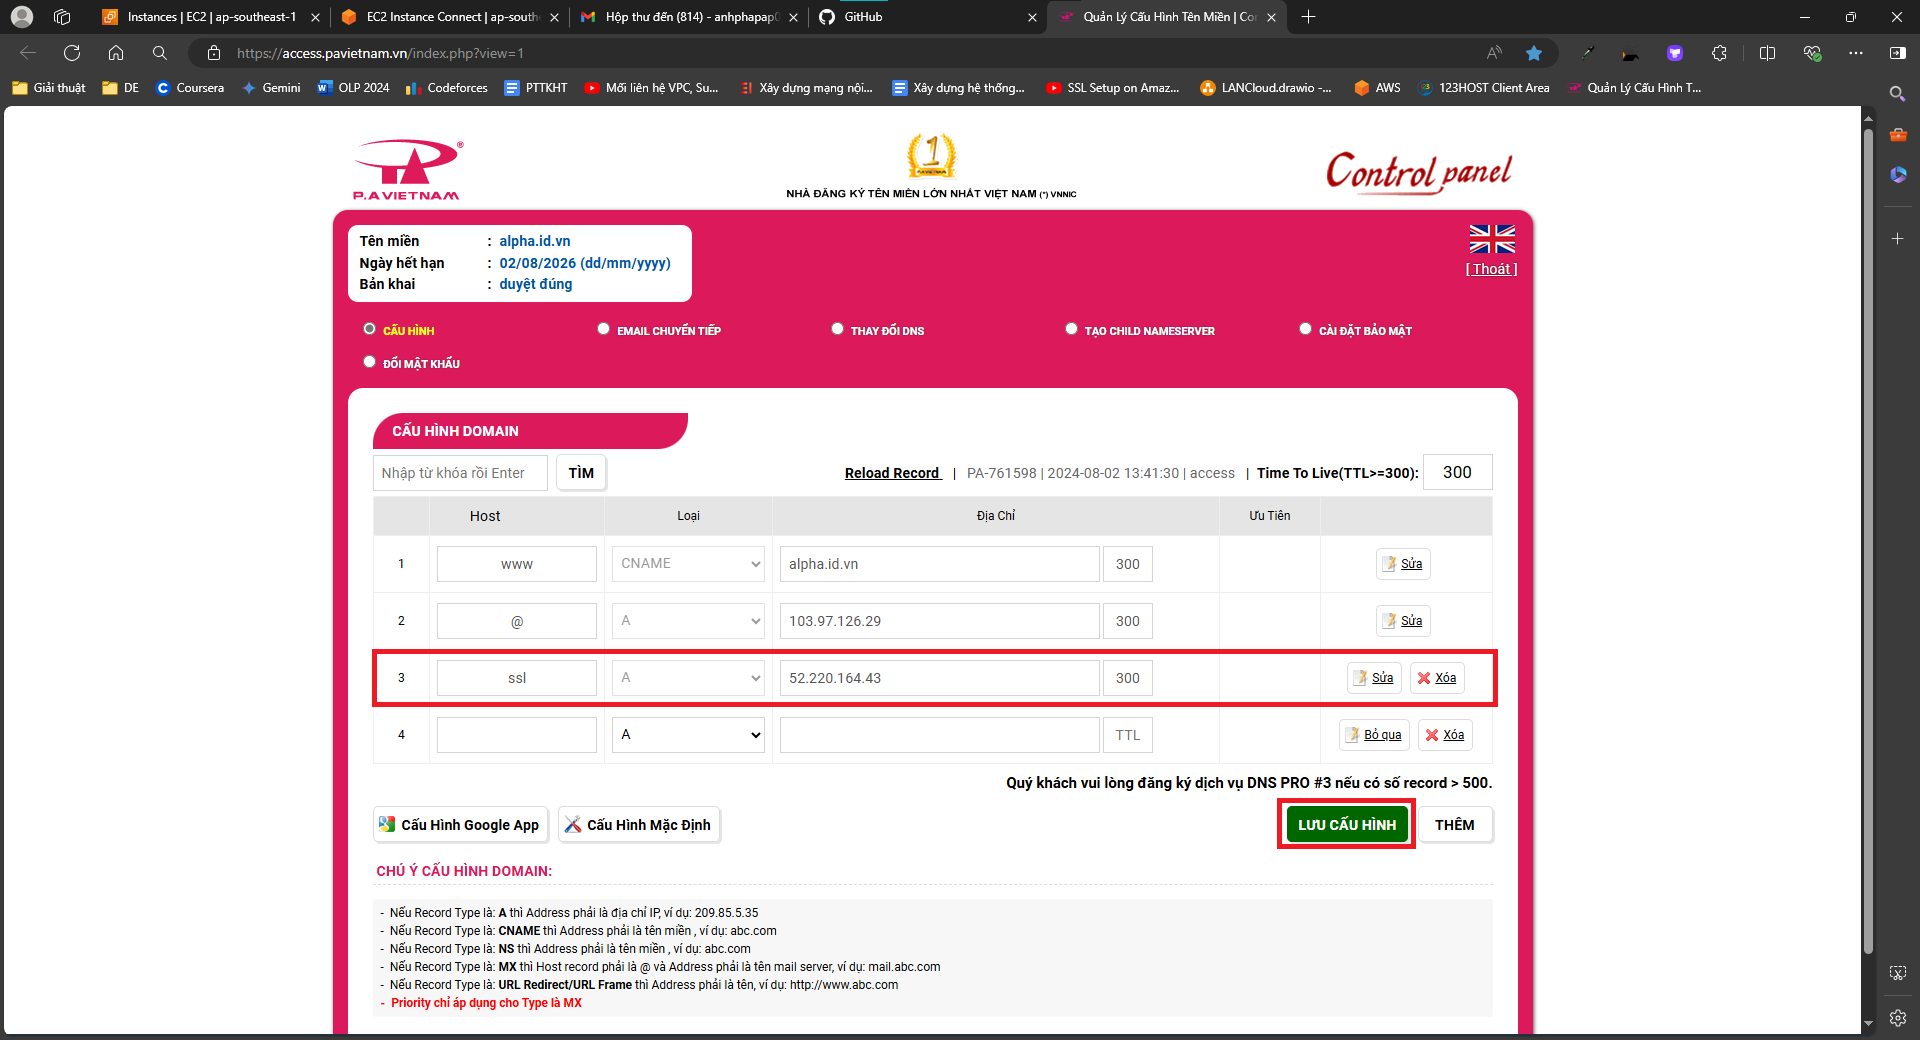 Instances | EC2 | ap-southeast-1
EC2 Instance Connect | ap-south
Hộp thư đến (814) - anhphapap0
GitHub
Quản Lý Cấu Hình Tên Miền | Co
https://access.pavietnam.vn/index.php?view=1
Giải thuật
DE
Coursera
Gemini
OLP 2024
Codeforces
PTTKHT
Mối liên hệ VPC, Su...
Xây dựng mạng nội...
Xây dựng hệ thống...
SSL Setup on Amaz...
LANCloud.drawio -...
AWS
123HOST Client Area
Quản Lý Cấu Hình T...
P.A VIETNAM
NHÀ ĐĂNG KÝ TÊN MIỀN LỚN NHẤT VIỆT NAM (*) VNNIC
Control panel
Tên miền : alpha.id.vn
Ngày hết hạn : 02/08/2026 (dd/mm/yyyy)
Bản khai : duyệt đúng
[ Thoát ]
CẤU HÌNH
EMAIL CHUYỂN TIẾP
THAY ĐỔI DNS
TẠO CHILD NAMESERVER
CÀI ĐẶT BẢO MẬT
ĐỔI MẬT KHẨU
CẤU HÌNH DOMAIN
Nhập từ khóa rồi Enter TÌM Reload Record | PA-761598 | 2024-08-02 13:41:30 | access | Time To Live(TTL>=300): 300
Host Loại Địa Chỉ Ưu Tiên
1 www CNAME alpha.id.vn 300 Sửa
2 @ A 103.97.126.29 300 Sửa
3 ssl A 52.220.164.43 300 Sửa Xóa
4 A TTL Bỏ qua Xóa
Quý khách vui lòng đăng ký dịch vụ DNS PRO #3 nếu có số record > 500.
Cấu Hình Google App Cấu Hình Mặc Định LƯU CẤU HÌNH THÊM
CHÚ Ý CẤU HÌNH DOMAIN:
- Nếu Record Type là: A thì Address phải là địa chỉ IP, ví dụ: 209.85.5.35
- Nếu Record Type là: CNAME thì Address phải là tên miền , ví dụ: abc.com
- Nếu Record Type là: NS thì Address phải là tên miền , ví dụ: abc.com
- Nếu Record Type là: MX thì Host record phải là @ và Address phải là tên mail server, ví dụ: mail.abc.com
- Nếu Record Type là: URL Redirect/URL Frame thì Address phải là tên, ví dụ: http://www.abc.com
- Priority chỉ áp dụng cho Type là MX